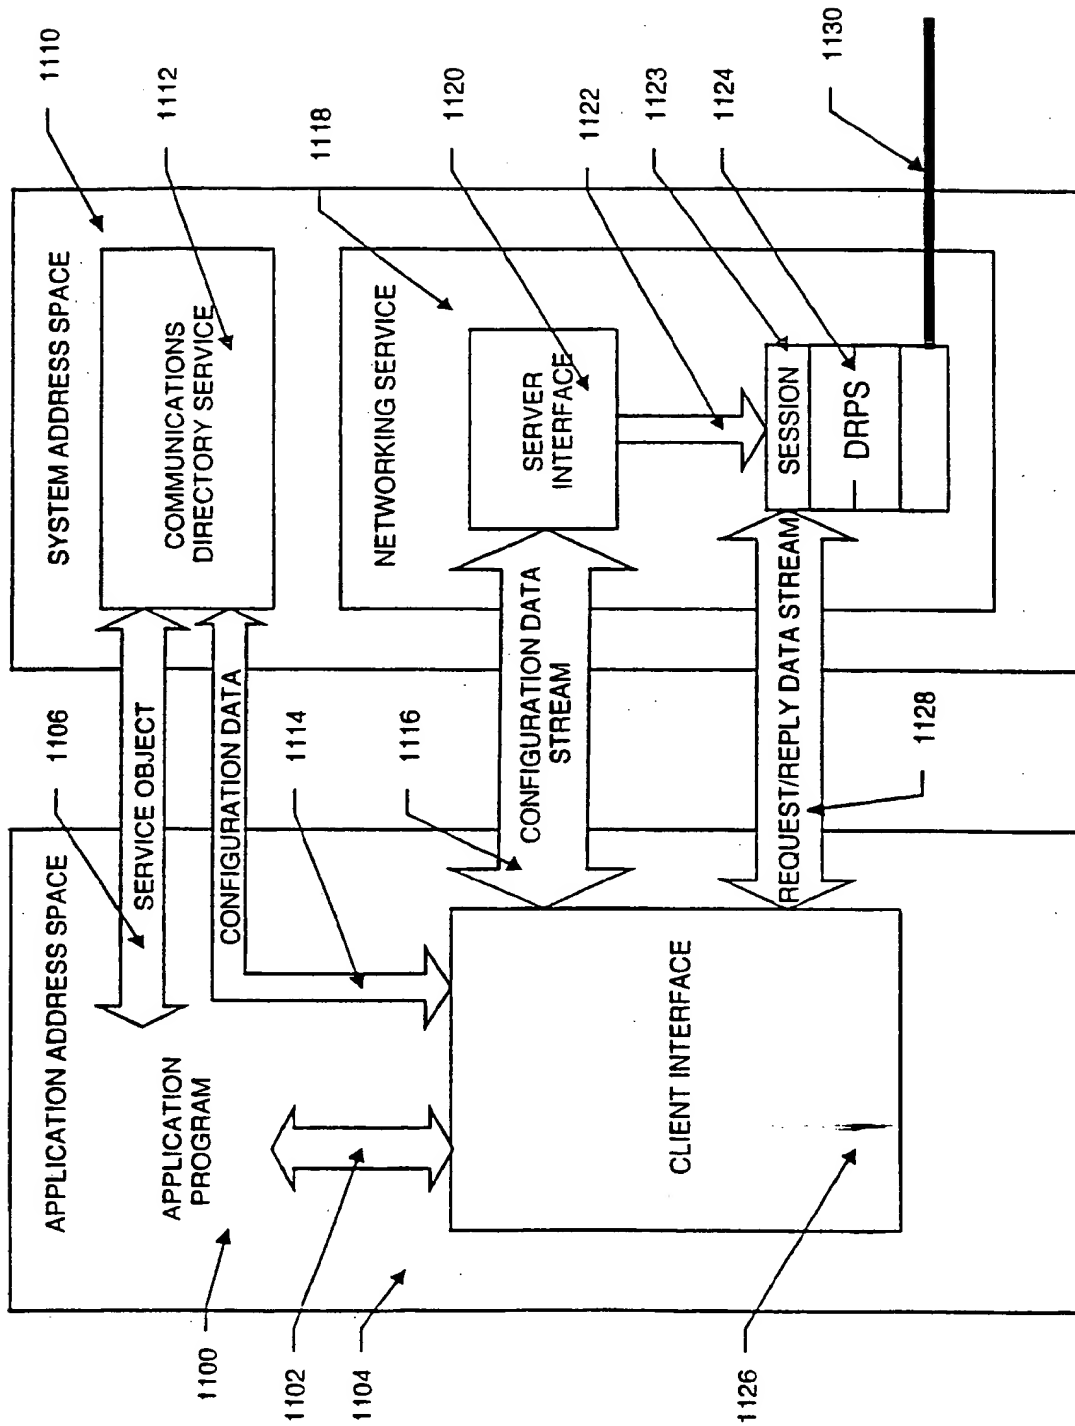 APPLICATION ADDRESS SPACE
1106
SYSTEM ADDRESS SPACE
1110
SERVICE OBJECT
COMMUNICATIONS
DIRECTORY SERVICE
1112
APPLICATION
PROGRAM
CONFIGURATION DATA
1100
1114
1118
1102
1116
NETWORKING SERVICE
1120
1104
CONFIGURATION DATA
STREAM
SERVER
INTERFACE
1122
CLIENT INTERFACE
1123
REQUEST/REPLY DATA STREAM
SESSION
1124
DRPS
1126
1128
1130